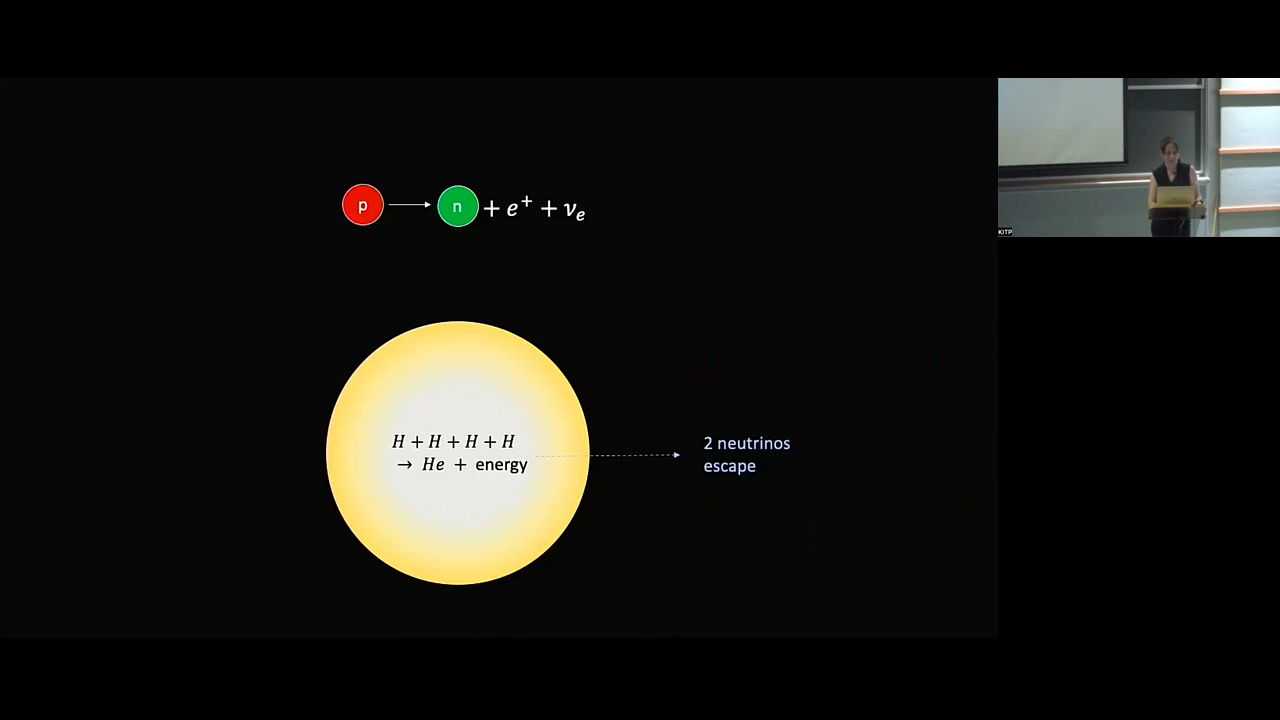 p → n + e⁺ + νₑ
H + H + H + H
→ He + energy
2 neutrinos
escape
KITP